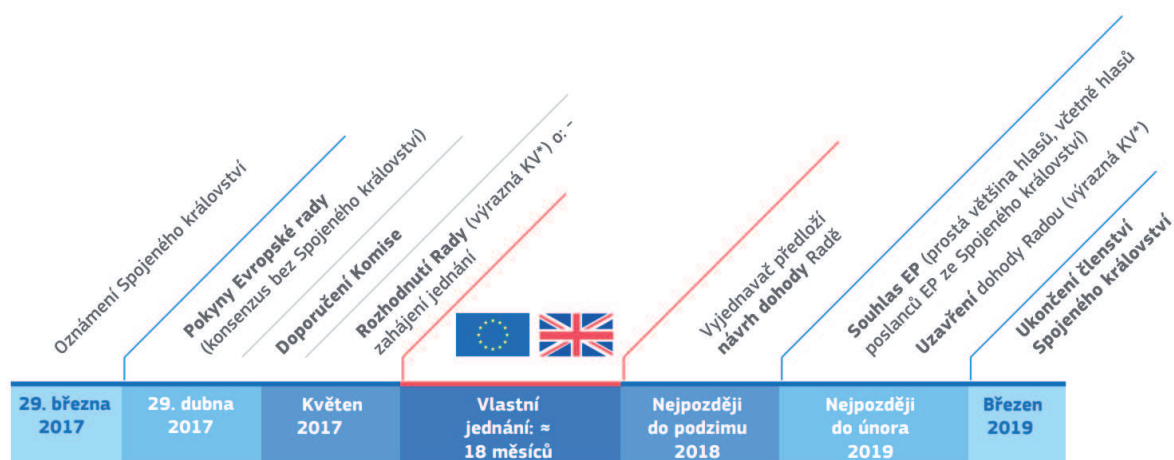 Oznámení Spojeného království
Pokyny Evropské rady
(konsenzus bez Spojeného království)
Doporučení Komise
Rozhodnutí Rady (výrazná KV*) o: -
zahájení jednání
Vyjednavač předloží
návrh dohody Radě
Souhlas EP (prostá většina hlasů, včetně hlasů
poslanců EP ze Spojeného království)
Uzavření dohody Radou (výrazná KV*)
Ukončení členství
Spojeného království
29. března
2017
29. dubna
2017
Květen
2017
Vlastní
jednání: ≈
18 měsíců
Nejpozději
do podzimu
2018
Nejpozději
do února
2019
Březen
2019